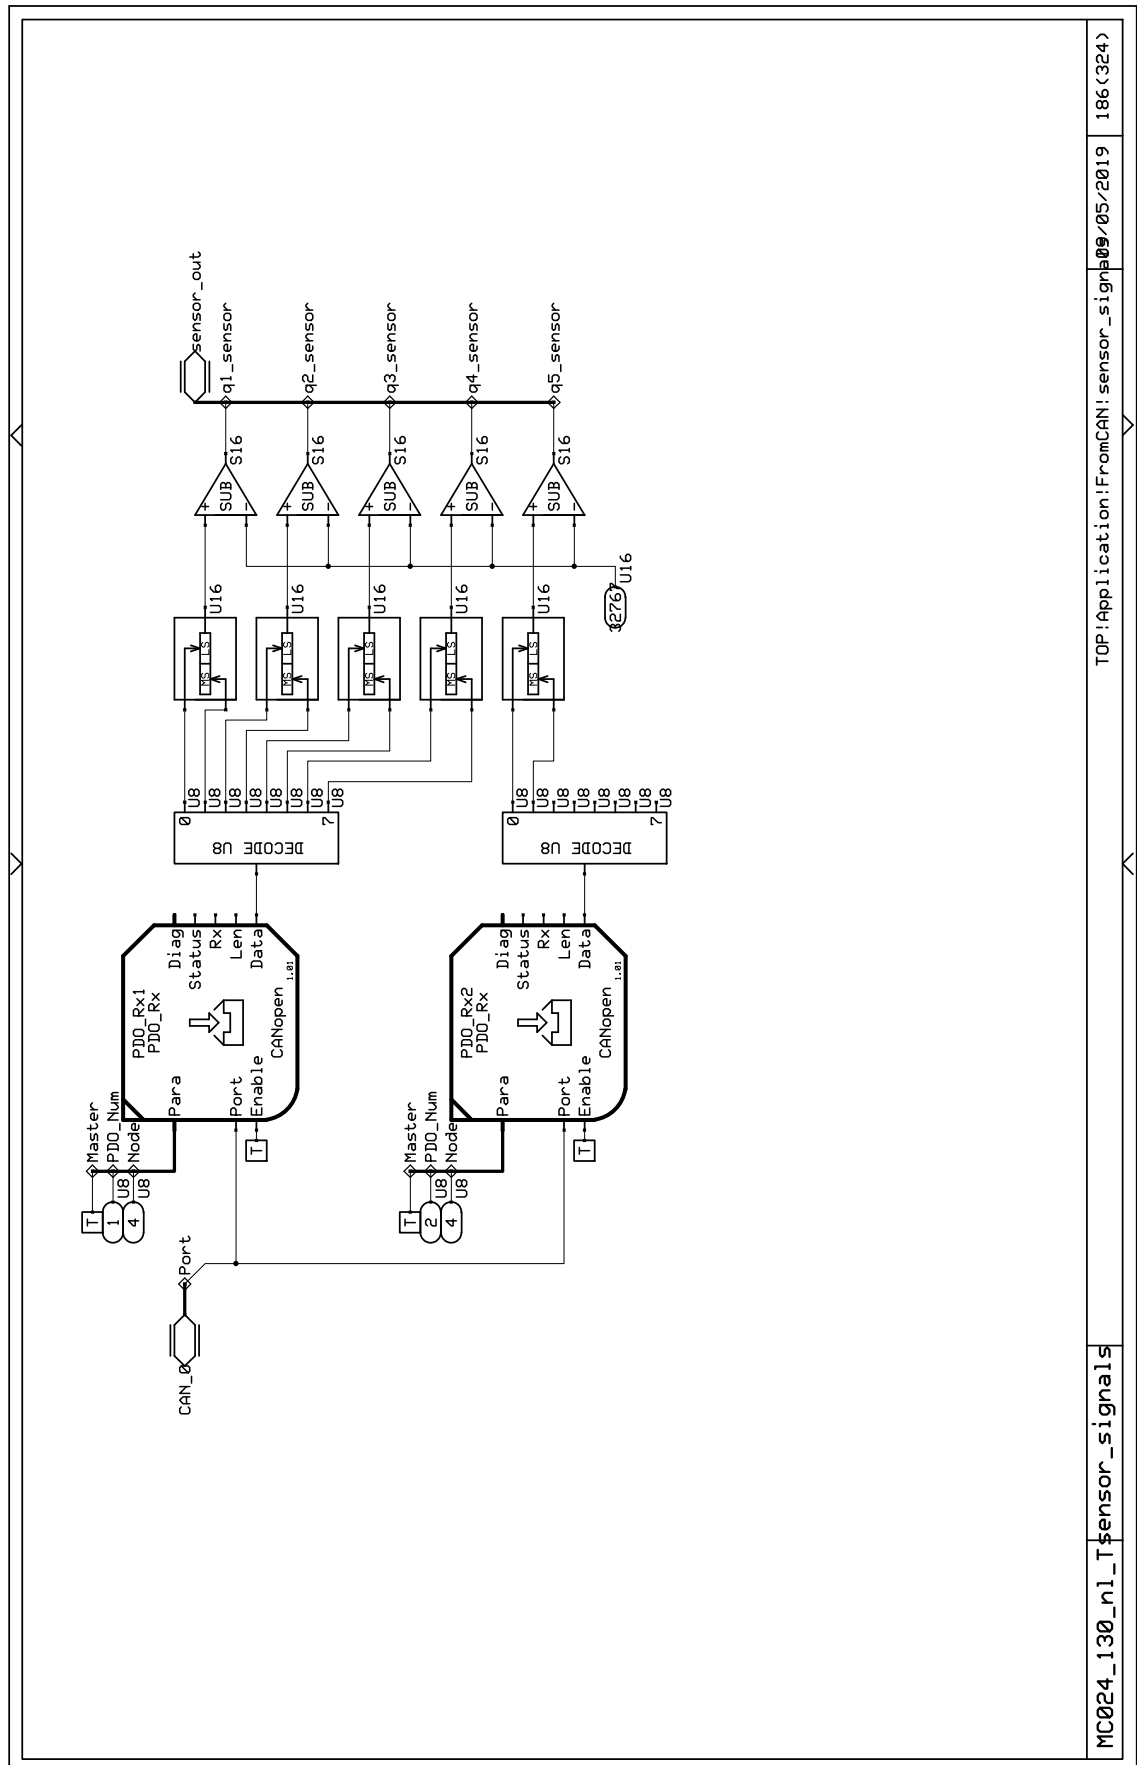 CAN_0
Port
T
1
4
U8
U8
Master
PDO_Num
Node
Para
Port
Enable
T
PDO_Rx1
PDO_Rx
CANopen
1.01
Diag
Status
Rx
Len
Data
DECODE U8
0
7
U8
U8
U8
U8
U8
U8
U8
U8
MS LS
U16
MS LS
U16
MS LS
U16
MS LS
U16
MS LS
U16
+
SUB
-
S16
+
SUB
-
S16
+
SUB
-
S16
+
SUB
-
S16
+
SUB
-
S16
sensor_out
q1_sensor
q2_sensor
q3_sensor
q4_sensor
q5_sensor
32767
U16
T
2
4
U8
U8
Master
PDO_Num
Node
Para
Port
Enable
T
PDO_Rx2
PDO_Rx
CANopen
1.01
Diag
Status
Rx
Len
Data
DECODE U8
0
7
U8
U8
U8
U8
U8
U8
U8
U8
MC024_130_nl_T
sensor_signals
TOP!Application!FromCAN!sensor_signals
09/05/2019
186(324)